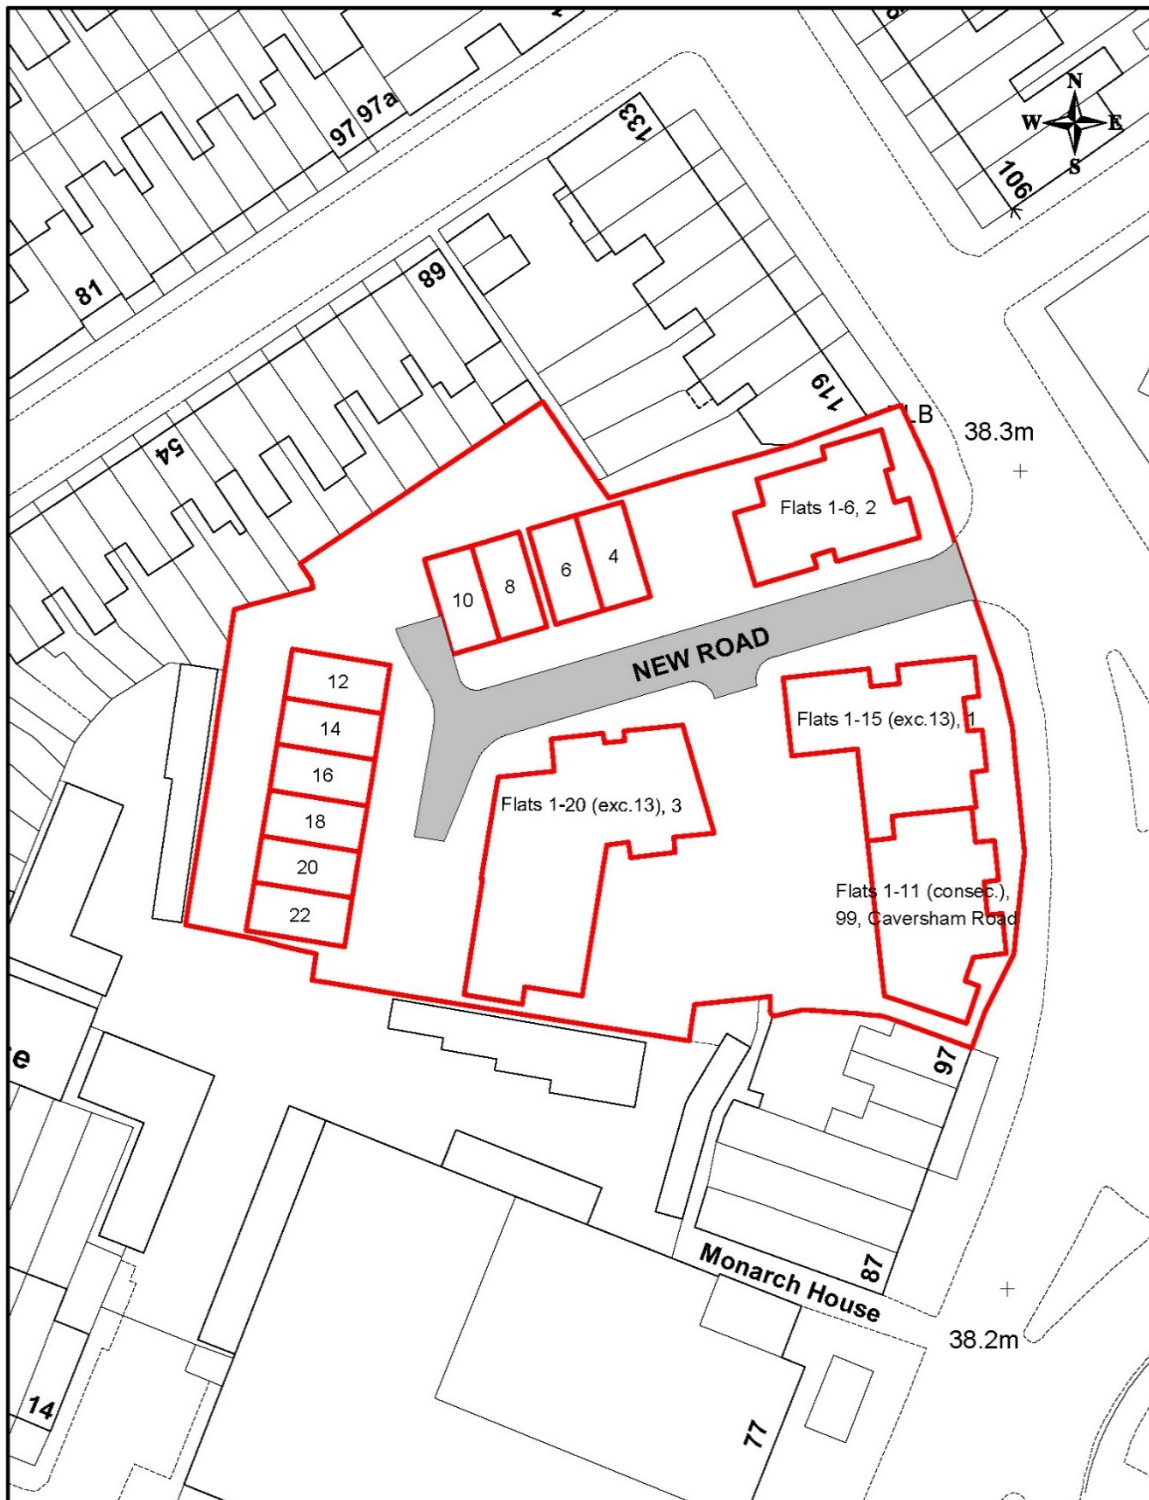 97 97a
133
N
W E
S
106
81
89
54
119
LB
38.3m
Flats 1-6, 2
4
6
8
10
NEW ROAD
12
14
16
18
20
22
Flats 1-15 (exc.13), 1
Flats 1-20 (exc.13), 3
Flats 1-11 (consec.),
99, Caversham Road
97
e
Monarch House
87
38.2m
14
77